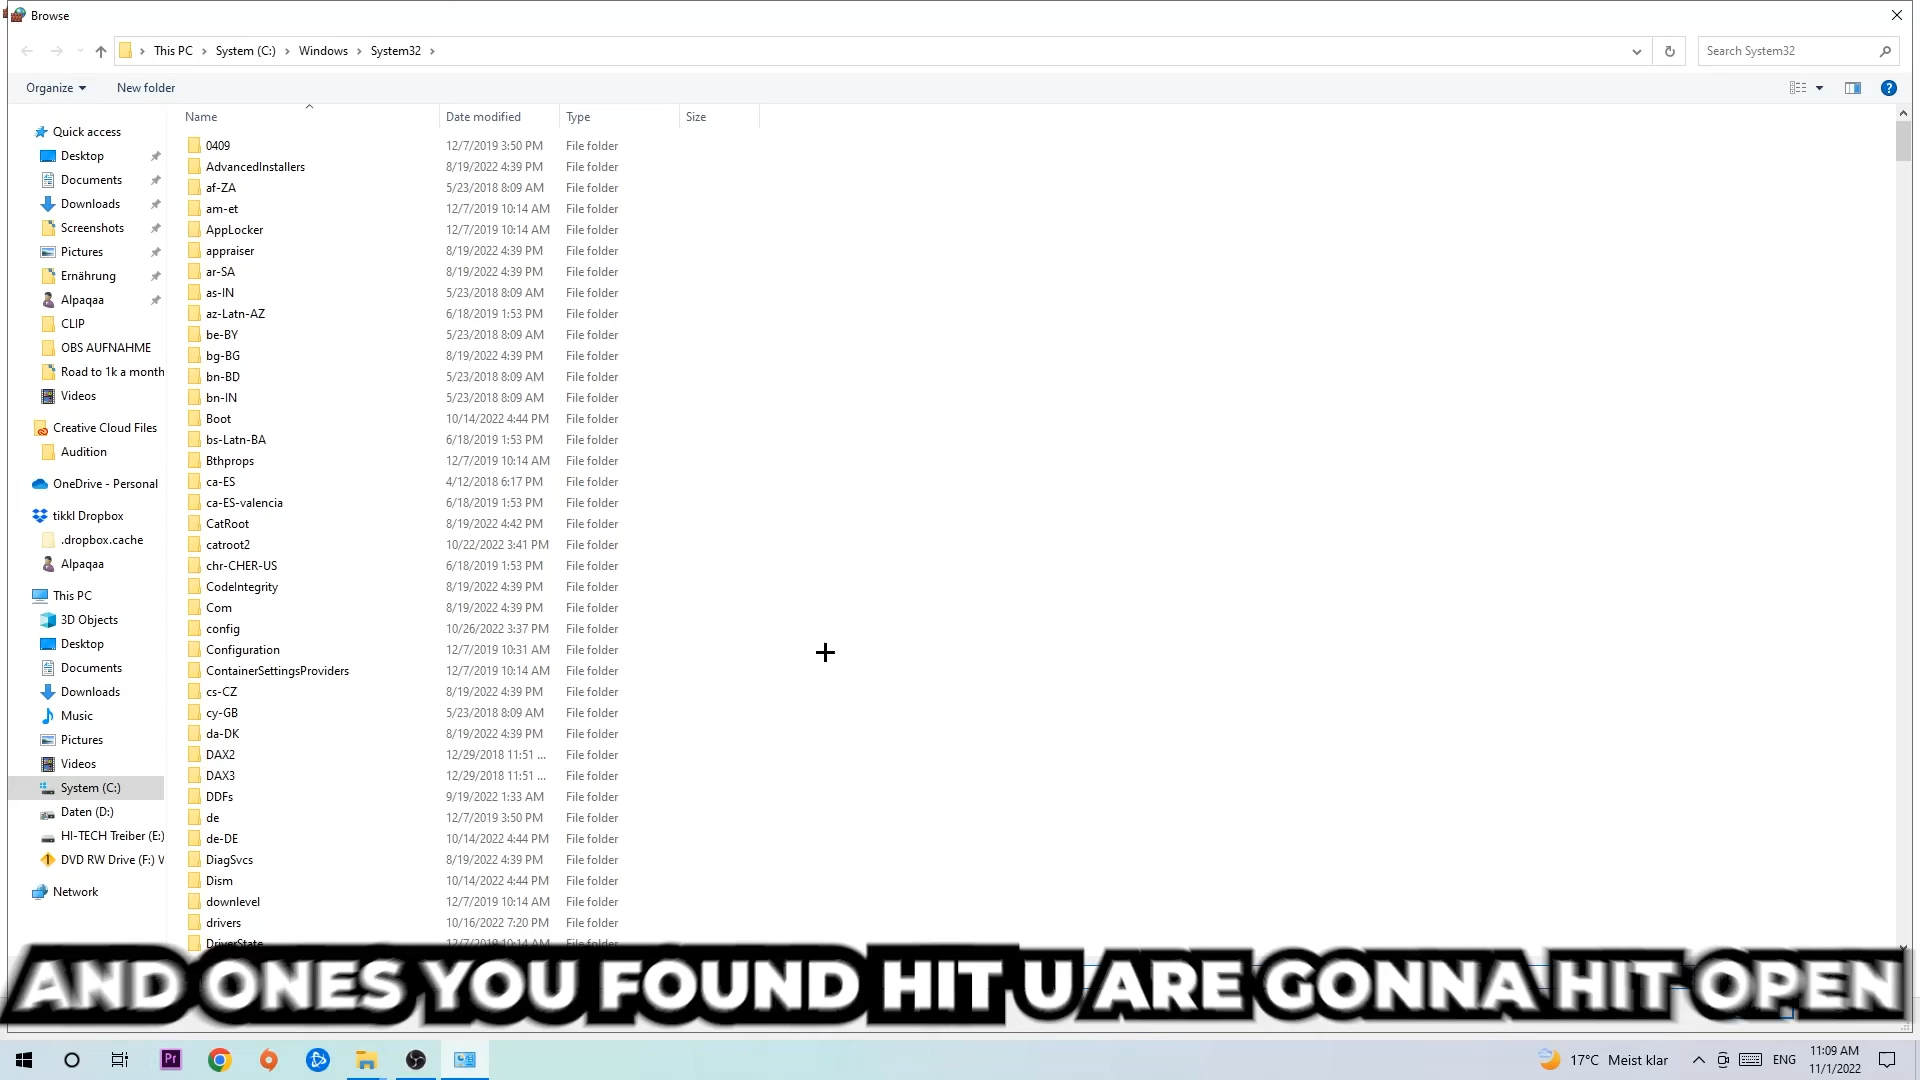 Browse
This PC > System (C:) > Windows > System32 >
Search System32
Organize
New folder
Name
Date modified
Type
Size
Quick access
Desktop
Documents
Downloads
Screenshots
Pictures
Ernährung
Alpaqaa
CLIP
OBS AUFNAHME
Road to 1k a month
Videos
Creative Cloud Files
Audition
OneDrive - Personal
tikkl Dropbox
.dropbox.cache
Alpaqaa
This PC
3D Objects
Desktop
Documents
Downloads
Music
Pictures
Videos
System (C:)
Daten (D:)
HI-TECH Treiber (E:)
DVD RW Drive (F:) V
Network
0409 12/7/2019 3:50 PM File folder
AdvancedInstallers 8/19/2022 4:39 PM File folder
af-ZA 5/23/2018 8:09 AM File folder
am-et 12/7/2019 10:14 AM File folder
AppLocker 12/7/2019 10:14 AM File folder
appraiser 8/19/2022 4:39 PM File folder
ar-SA 8/19/2022 4:39 PM File folder
as-IN 5/23/2018 8:09 AM File folder
az-Latn-AZ 6/18/2019 1:53 PM File folder
be-BY 5/23/2018 8:09 AM File folder
bg-BG 8/19/2022 4:39 PM File folder
bn-BD 5/23/2018 8:09 AM File folder
bn-IN 5/23/2018 8:09 AM File folder
Boot 10/14/2022 4:44 PM File folder
bs-Latn-BA 6/18/2019 1:53 PM File folder
Bthprops 12/7/2019 10:14 AM File folder
ca-ES 4/12/2018 6:17 PM File folder
ca-ES-valencia 6/18/2019 1:53 PM File folder
CatRoot 8/19/2022 4:42 PM File folder
catroot2 10/22/2022 3:41 PM File folder
chr-CHER-US 6/18/2019 1:53 PM File folder
CodeIntegrity 8/19/2022 4:39 PM File folder
Com 8/19/2022 4:39 PM File folder
config 10/26/2022 3:37 PM File folder
Configuration 12/7/2019 10:31 AM File folder
ContainerSettingsProviders 12/7/2019 10:14 AM File folder
cs-CZ 8/19/2022 4:39 PM File folder
cy-GB 5/23/2018 8:09 AM File folder
da-DK 8/19/2022 4:39 PM File folder
DAX2 12/29/2018 11:51 ... File folder
DAX3 12/29/2018 11:51 ... File folder
DDFs 9/19/2022 1:33 AM File folder
de 12/7/2019 3:50 PM File folder
de-DE 10/14/2022 4:44 PM File folder
DiagSvcs 8/19/2022 4:39 PM File folder
Dism 10/14/2022 4:44 PM File folder
downlevel 12/7/2019 10:14 AM File folder
drivers 10/16/2022 7:20 PM File folder
DriverState 12/7/2019 10:14 AM File folder
AND ONES YOU FOUND HIT U ARE GONNA HIT OPEN
Pr
17°C Meist klar
ENG
11:09 AM
11/1/2022